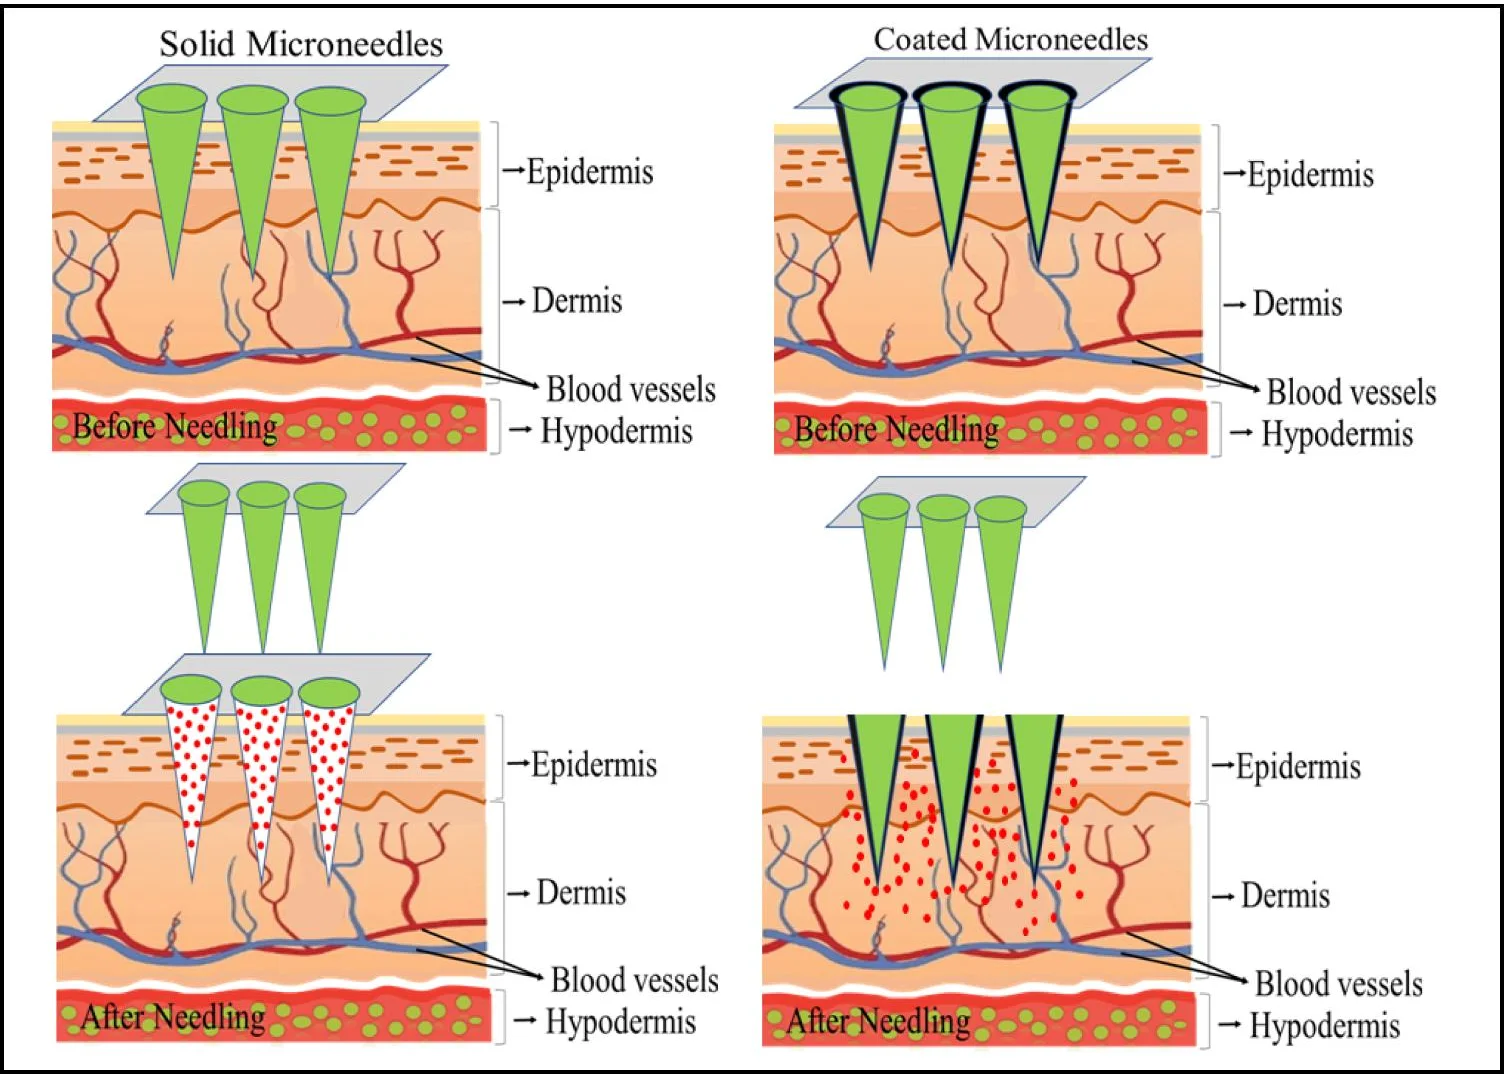 Solid Microneedles
Epidermis
Dermis
Blood vessels
Before Needling
Hypodermis
Coated Microneedles
Epidermis
Dermis
Blood vessels
Before Needling
Hypodermis
Epidermis
Dermis
Blood vessels
After Needling
Hypodermis
Epidermis
Dermis
Blood vessels
After Needling
Hypodermis